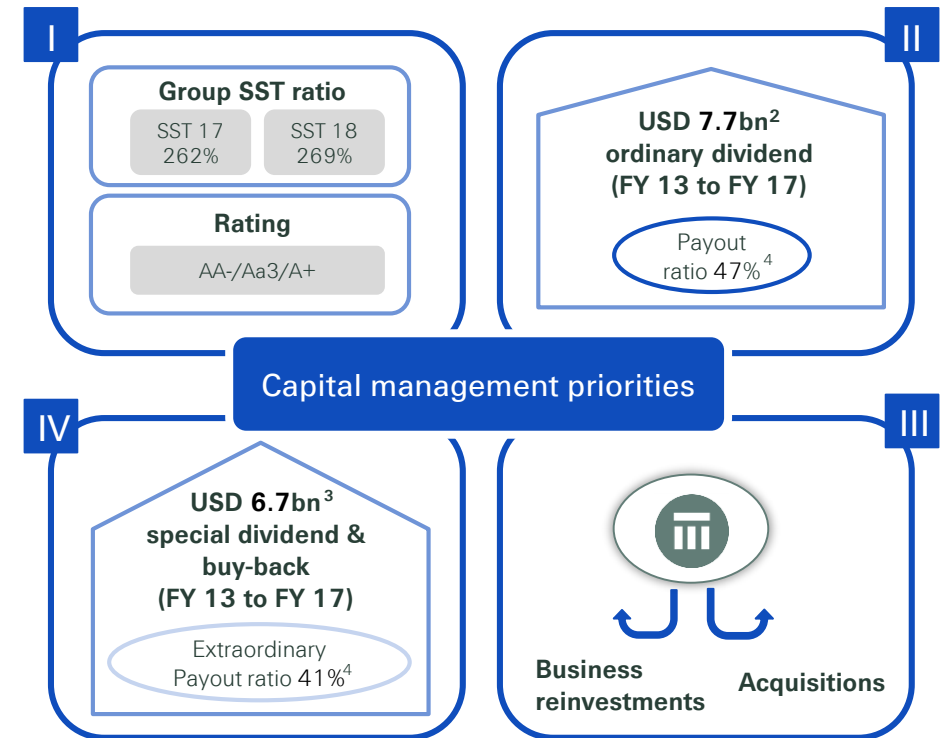 I
Group SST ratio
SST 17
262%
SST 18
269%
Rating
AA-/Aa3/A+
II
USD 7.7bn²
ordinary dividend
(FY 13 to FY 17)
Payout
ratio 47%⁴
Capital management priorities
IV
USD 6.7bn³
special dividend &
buy-back
(FY 13 to FY 17)
Extraordinary
Payout ratio 41%⁴
III
Business
reinvestments
Acquisitions